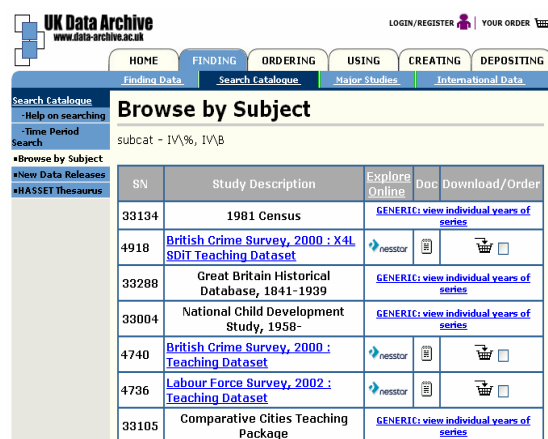 UK Data Archive
www.data-archive.ac.uk
LOGIN/REGISTER | YOUR ORDER
HOME FINDING ORDERING USING CREATING DEPOSITING
Finding Data Search Catalogue Major Studies International Data
Search Catalogue
-Help on searching
-Time Period
Search
▪Browse by Subject
▪New Data Releases
▪HASSET Thesaurus
Browse by Subject
subcat - IV\%, IV\B
SN Study Description Explore Online Doc Download/Order
33134 1981 Census GENERIC: view individual years of
series
4918 British Crime Survey, 2000 : X4L
SDiT Teaching Dataset nesstar
33288 Great Britain Historical
Database, 1841-1939 GENERIC: view individual years of
series
33004 National Child Development
Study, 1958- GENERIC: view individual years of
series
4740 British Crime Survey, 2000 :
Teaching Dataset nesstar
4736 Labour Force Survey, 2002 :
Teaching Dataset nesstar
33105 Comparative Cities Teaching
Package GENERIC: view individual years of
series